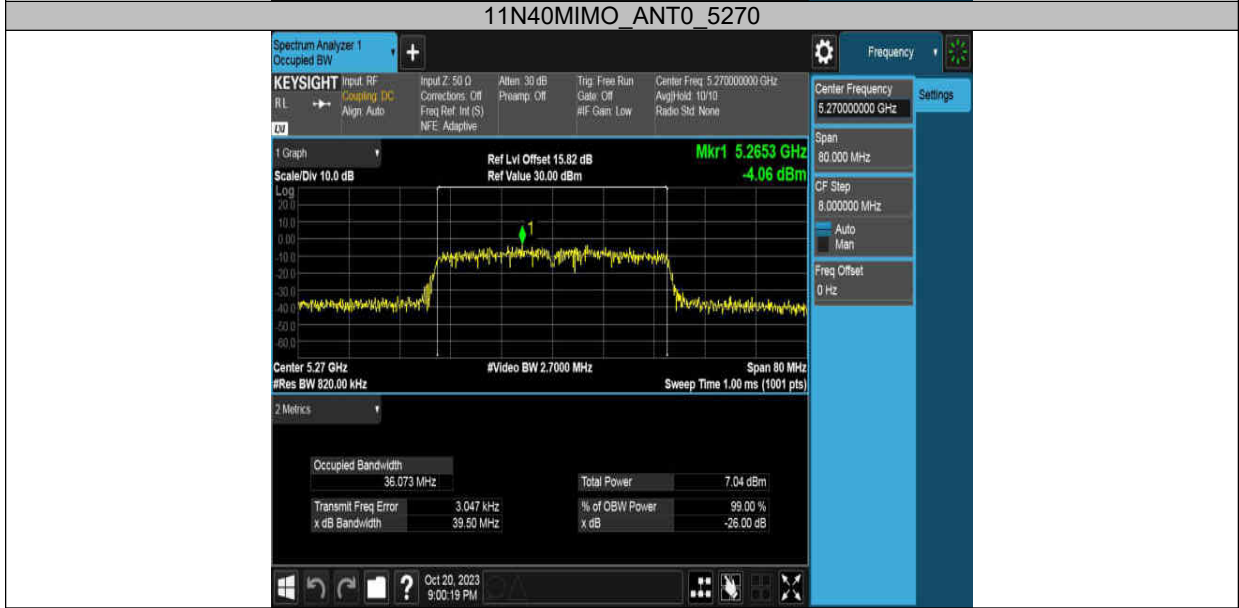 11N40MIMO_ANT0_5270
Spectrum Analyzer 1
Occupied BW
+
Frequency
KEYSIGHT Input: RF
RL
Coupling: DC
Align: Auto
Input Z: 50 Ω
Corrections: Off
Freq Ref: Int (S)
NFE: Adaptive
Atten: 30 dB
Preamp: Off
Trig: Free Run
Gate: Off
#IF Gain: Low
Center Freq: 5.270000000 GHz
Avg|Hold: 10/10
Radio Std: None
Center Frequency
5.270000000 GHz
Settings
Span
80.000 MHz
CF Step
8.000000 MHz
Auto
Man
Freq Offset
0 Hz
1 Graph
Scale/Div 10.0 dB
Ref Lvl Offset 15.82 dB
Ref Value 30.00 dBm
Mkr1 5.2653 GHz
-4.06 dBm
Log
20.0
10.0
0.00
-10.0
-20.0
-30.0
-40.0
-50.0
-60.0
1
Center 5.27 GHz
#Res BW 820.00 kHz
#Video BW 2.7000 MHz
Span 80 MHz
Sweep Time 1.00 ms (1001 pts)
2 Metrics
Occupied Bandwidth
36.073 MHz
Transmit Freq Error 3.047 kHz
x dB Bandwidth 39.50 MHz
Total Power 7.04 dBm
% of OBW Power 99.00 %
x dB -26.00 dB
?
Oct 20, 2023
9:00:19 PM